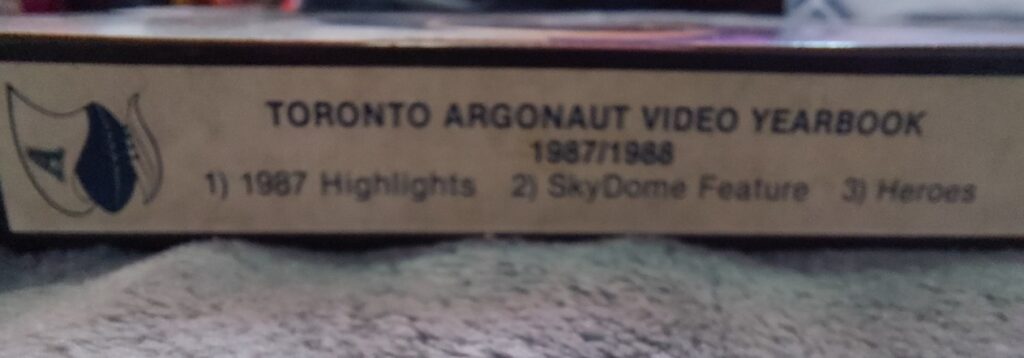 A
TORONTO ARGONAUT VIDEO YEARBOOK
1987/1988
1) 1987 Highlights 2) SkyDome Feature 3) Heroes